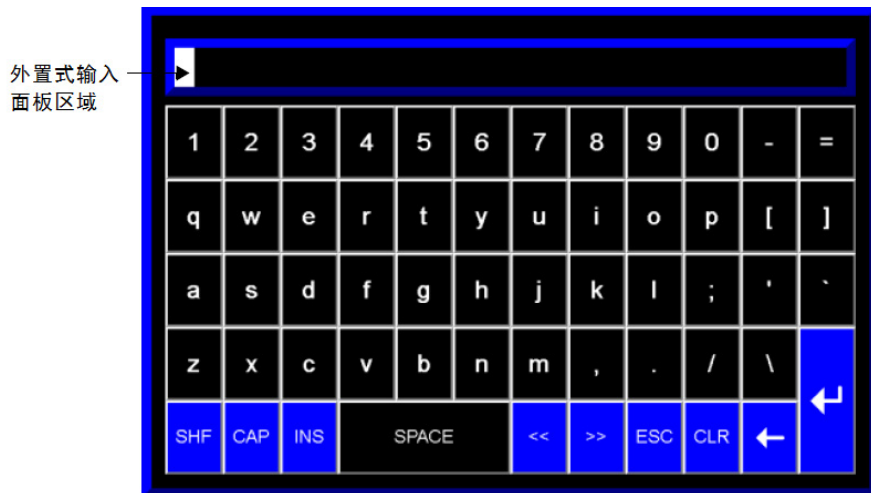 外置式输入
面板区域
1 2 3 4 5 6 7 8 9 0 - =
q w e r t y u i o p [ ]
a s d f g h j k l ; ' `
z x c v b n m , . / \
SHF CAP INS SPACE << >> ESC CLR